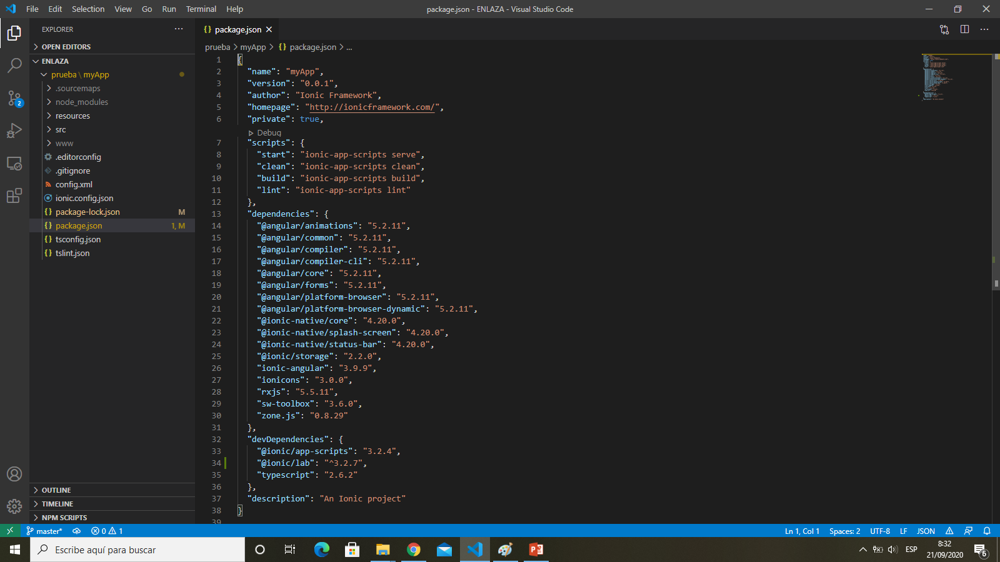 File Edit Selection View Go Run Terminal Help
package.json - ENLAZA - Visual Studio Code
EXPLORER
OPEN EDITORS
ENLAZA
prueba \ myApp
.sourcemaps
node_modules
resources
src
www
.editorconfig
.gitignore
config.xml
ionic.config.json
package-lock.json M
package.json 1, M
tsconfig.json
tslint.json
OUTLINE
TIMELINE
NPM SCRIPTS
2
package.json
prueba > myApp > {} package.json > ...
1 {
2 "name": "myApp",
3 "version": "0.0.1",
4 "author": "Ionic Framework",
5 "homepage": "http://ionicframework.com/",
6 "private": true,
Debug
7 "scripts": {
8 "start": "ionic-app-scripts serve",
9 "clean": "ionic-app-scripts clean",
10 "build": "ionic-app-scripts build",
11 "lint": "ionic-app-scripts lint"
12 },
13 "dependencies": {
14 "@angular/animations": "5.2.11",
15 "@angular/common": "5.2.11",
16 "@angular/compiler": "5.2.11",
17 "@angular/compiler-cli": "5.2.11",
18 "@angular/core": "5.2.11",
19 "@angular/forms": "5.2.11",
20 "@angular/platform-browser": "5.2.11",
21 "@angular/platform-browser-dynamic": "5.2.11",
22 "@ionic-native/core": "4.20.0",
23 "@ionic-native/splash-screen": "4.20.0",
24 "@ionic-native/status-bar": "4.20.0",
25 "@ionic/storage": "2.2.0",
26 "ionic-angular": "3.9.9",
27 "ionicons": "3.0.0",
28 "rxjs": "5.5.11",
29 "sw-toolbox": "3.6.0",
30 "zone.js": "0.8.29"
31 },
32 "devDependencies": {
33 "@ionic/app-scripts": "3.2.4",
34 "@ionic/lab": "^3.2.7",
35 "typescript": "2.6.2"
36 },
37 "description": "An Ionic project"
38 }
39
master* 0 1
Ln 1, Col 1 Spaces: 2 UTF-8 LF JSON
Escribe aquí para buscar
ESP
8:32
21/09/2020
6